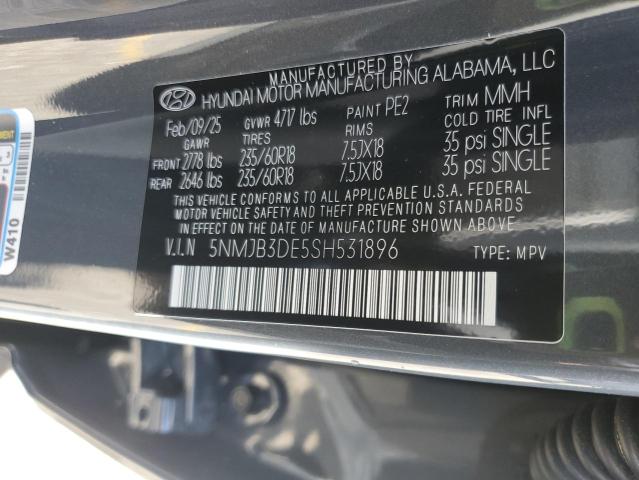 MANUFACTURED BY
HYUNDAI MOTOR MANUFACTURING ALABAMA, LLC
Feb/09/25 GVWR 4717 lbs PAINT PE2 TRIM MMH
GAWR TIRES RIMS COLD TIRE INFL
FRONT 2778 lbs 235/60R18 7.5JX18 35 psi SINGLE
REAR 2646 lbs 235/60R18 7.5JX18 35 psi SINGLE
THIS VEHICLE CONFORMS TO ALL APPLICABLE U.S.A. FEDERAL
MOTOR VEHICLE SAFETY AND THEFT PREVENTION STANDARDS
IN EFFECT ON THE DATE OF MANUFACTURE SHOWN ABOVE.
V.I.N 5NMJB3DE5SH531896 TYPE: MPV
W410